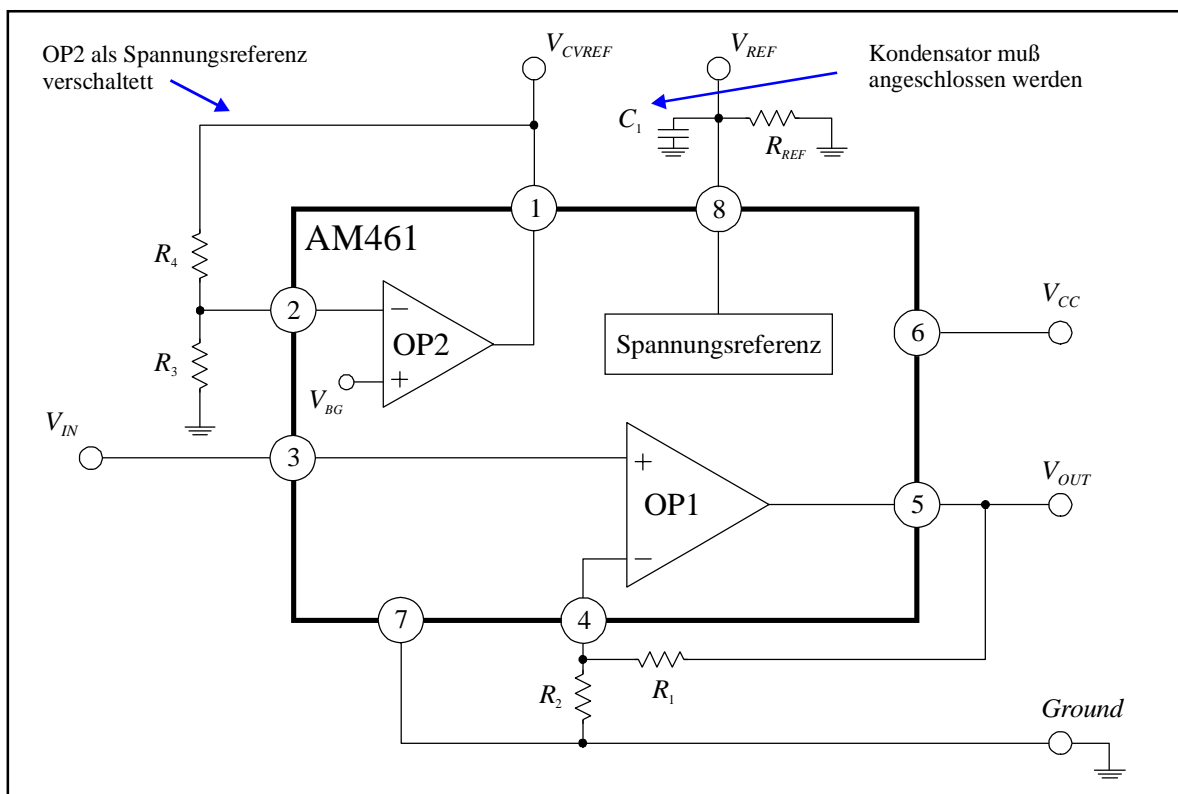 OP2 als Spannungsreferenz
verschaltett
V_CVREF
V_REF
Kondensator muß
angeschlossen werden
C_1
R_REF
1
8
AM461
R_4
2
−
OP2
+
V_BG
R_3
Spannungsreferenz
6
V_CC
V_IN
3
+
OP1
−
5
V_OUT
7
4
R_2
R_1
Ground